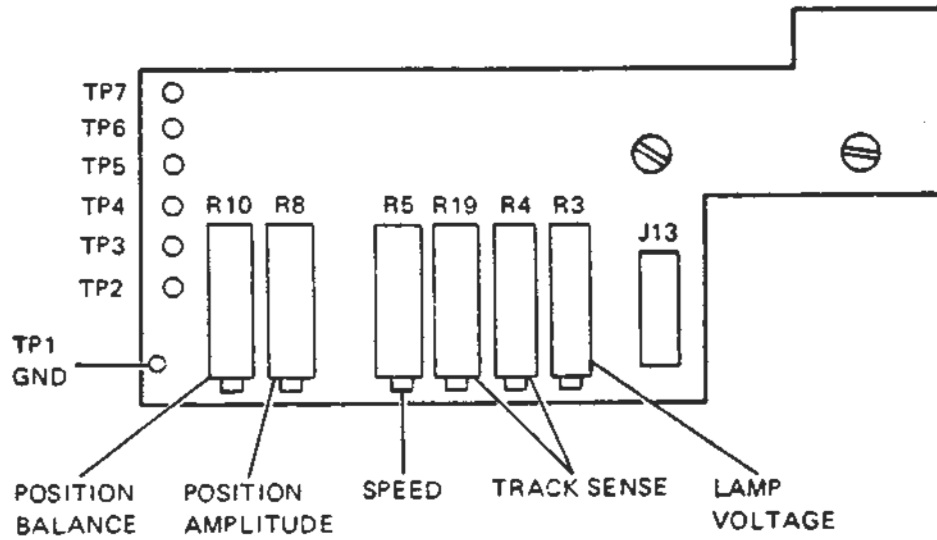 TP7
TP6
TP5
TP4
TP3
TP2
TP1
GND
R10 R8 R5 R19 R4 R3
J13
POSITION
BALANCE
POSITION
AMPLITUDE
SPEED
TRACK SENSE
LAMP
VOLTAGE